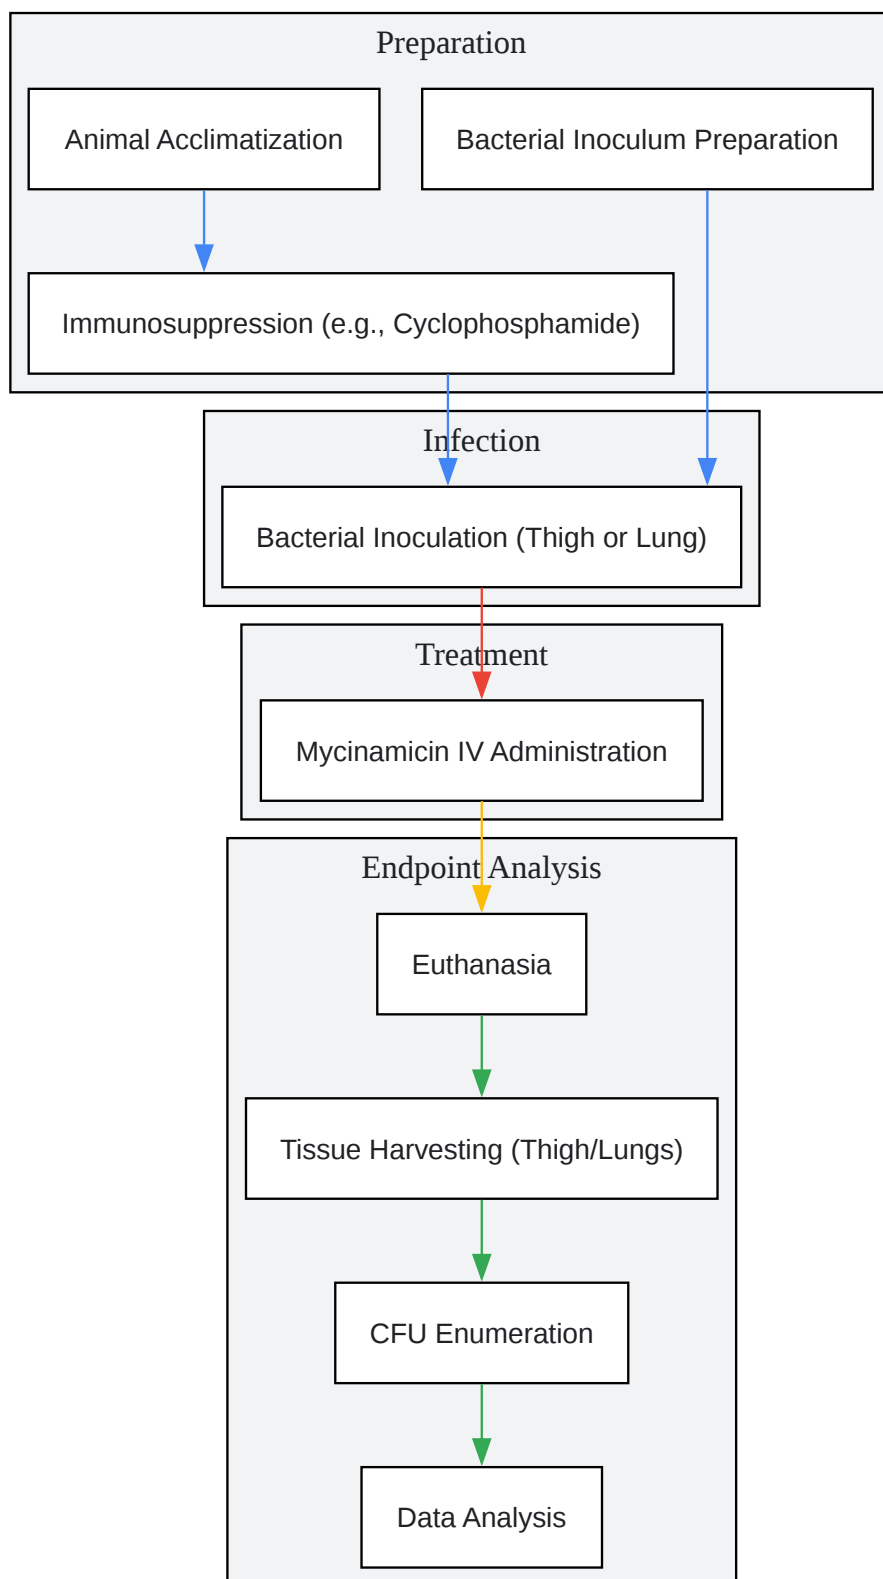 Preparation
Animal Acclimatization
Bacterial Inoculum Preparation
Immunosuppression (e.g., Cyclophosphamide)
Infection
Bacterial Inoculation (Thigh or Lung)
Treatment
Mycinamicin IV Administration
Endpoint Analysis
Euthanasia
Tissue Harvesting (Thigh/Lungs)
CFU Enumeration
Data Analysis